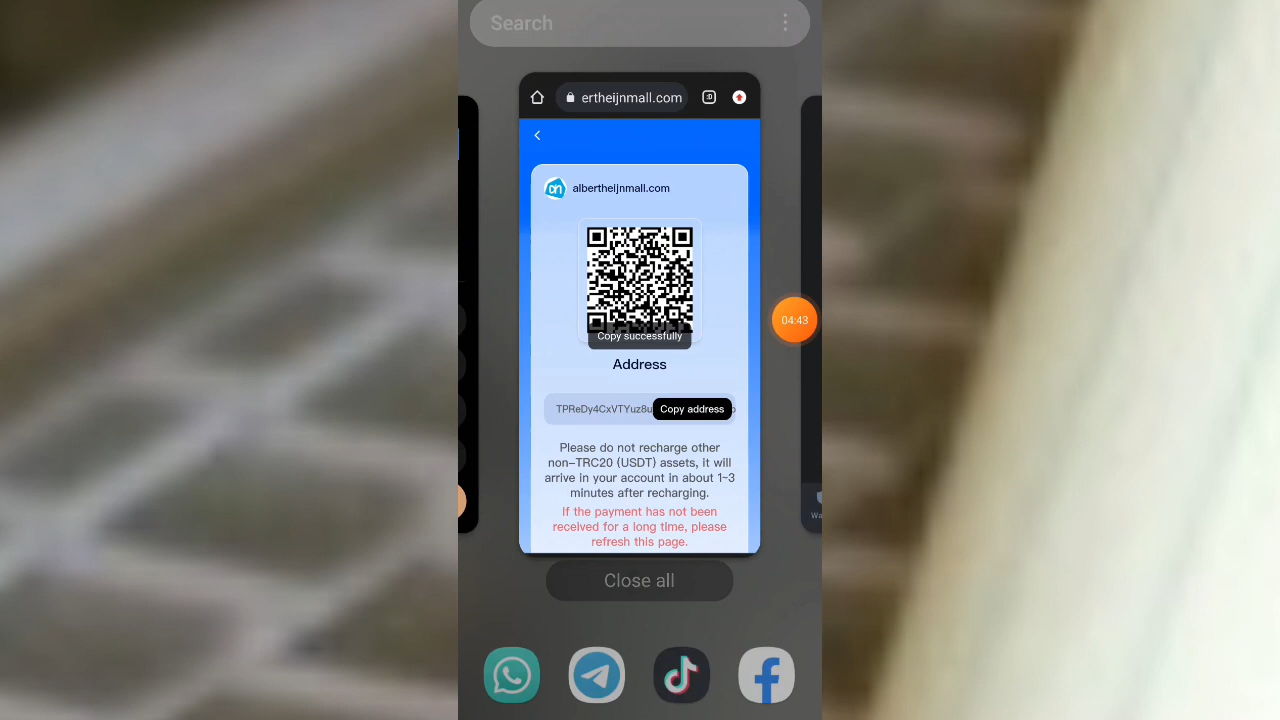 Search
ertheijnmall.com
:D
albertheijnmall.com
Copy successfully
04:43
Address
TPReDy4CxVTYuz8u
Copy address
Please do not recharge other
non-TRC20 (USDT) assets, it will
arrive in your account in about 1~3
minutes after recharging.
If the payment has not been
received for a long time, please
refresh this page.
Wa
Close all